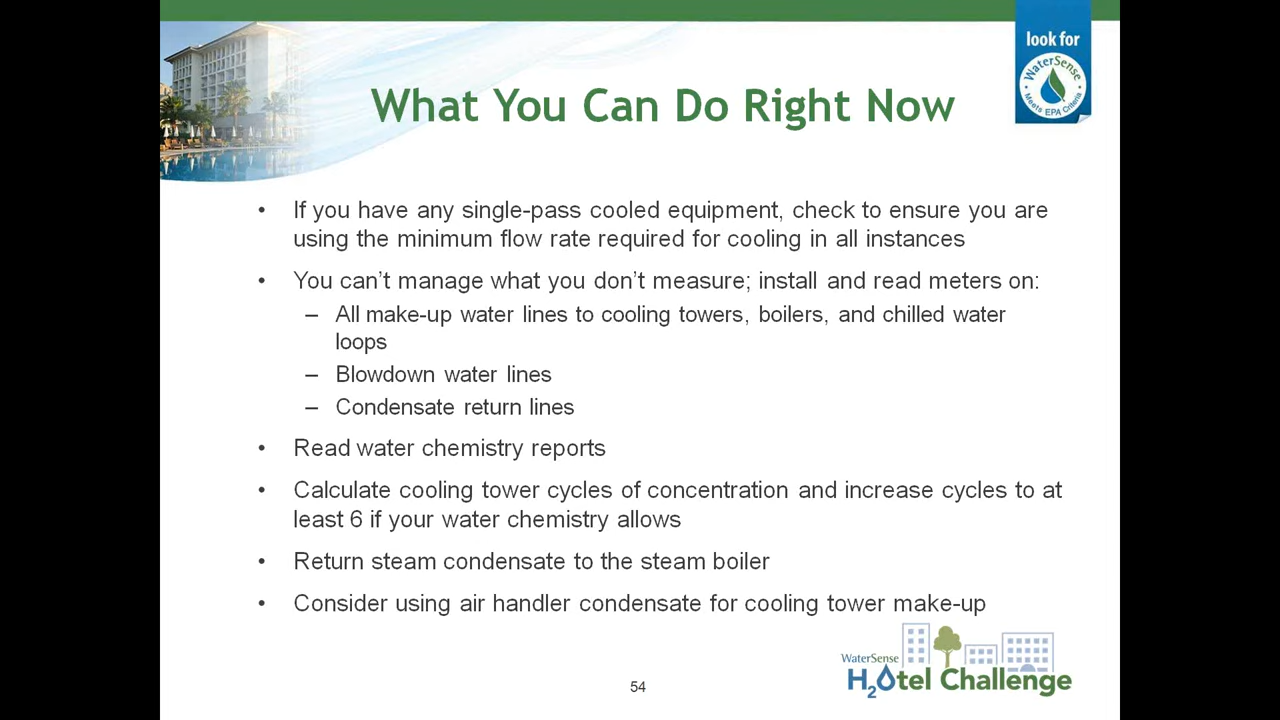 look for
WaterSense
Meets EPA Criteria
What You Can Do Right Now
• If you have any single-pass cooled equipment, check to ensure you are
using the minimum flow rate required for cooling in all instances
• You can’t manage what you don’t measure; install and read meters on:
– All make-up water lines to cooling towers, boilers, and chilled water
loops
– Blowdown water lines
– Condensate return lines
• Read water chemistry reports
• Calculate cooling tower cycles of concentration and increase cycles to at
least 6 if your water chemistry allows
• Return steam condensate to the steam boiler
• Consider using air handler condensate for cooling tower make-up
WaterSense
H2Otel Challenge
54